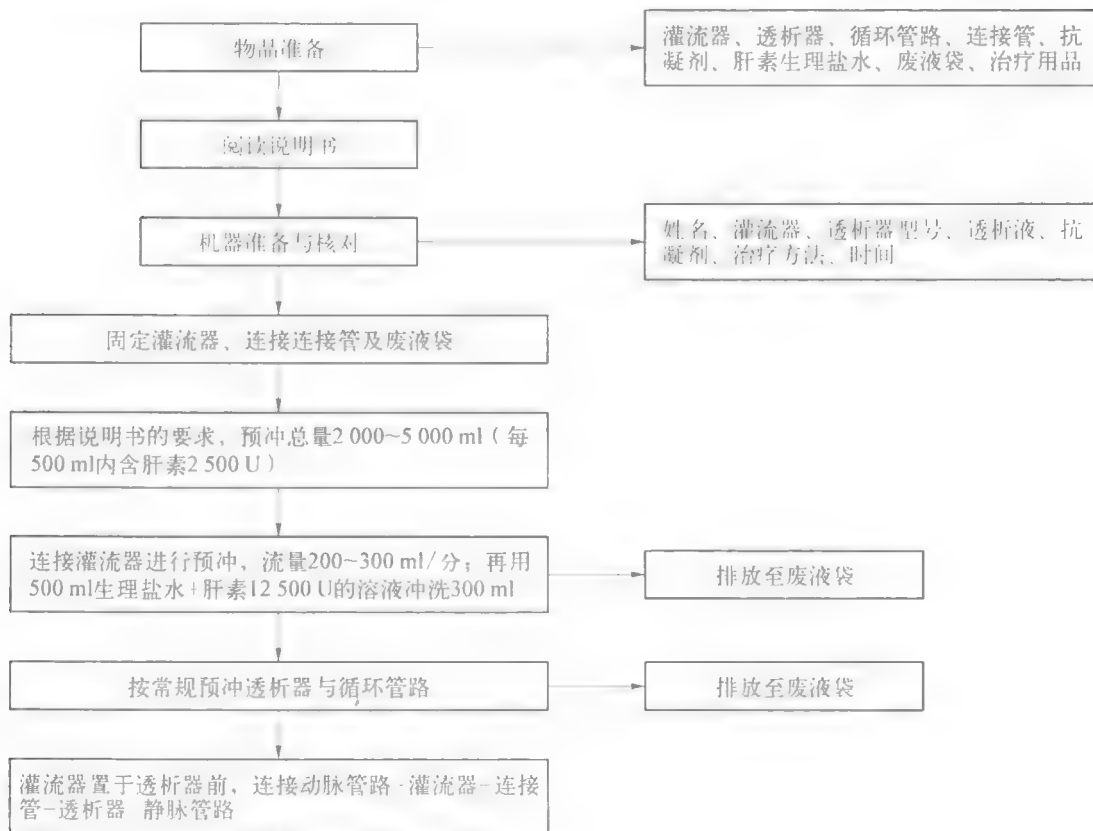 物品准备
灌流器、透析器、循环管路、连接管、抗
凝剂、肝素生理盐水、废液袋、治疗用品
阅读说明书
机器准备与核对
姓名、灌流器、透析器型号、透析液、抗
凝剂、治疗方法、时间
固定灌流器、连接连接管及废液袋
根据说明书的要求，预冲总量2 000~5 000 ml（每
500 ml内含肝素2 500 U）
连接灌流器进行预冲，流量200~300 ml/分；再用
500 ml生理盐水+肝素12 500 U的溶液冲洗300 ml
排放至废液袋
按常规预冲透析器与循环管路
排放至废液袋
灌流器置于透析器前，连接动脉管路-灌流器-连接
管-透析器 静脉管路